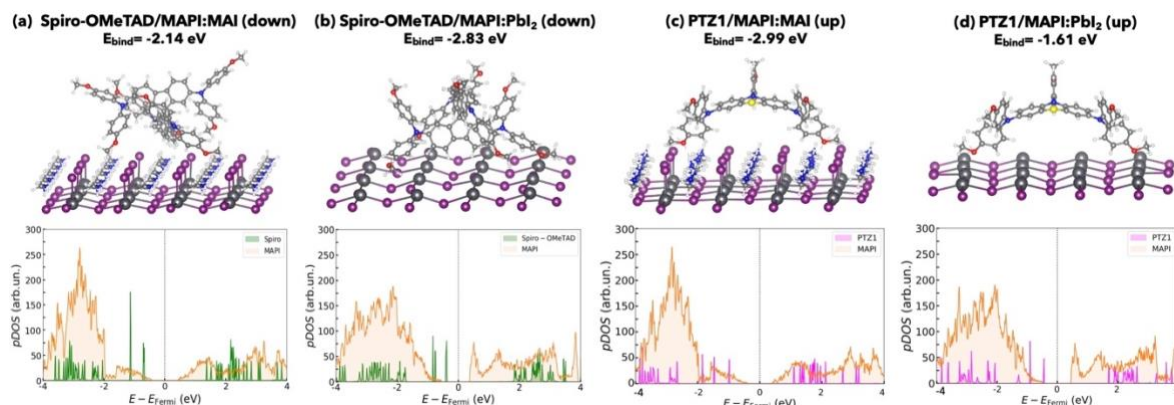 (a) Spiro-OMeTAD/MAPI:MAI (down)
E_bind= -2.14 eV
(b) Spiro-OMeTAD/MAPI:PbI₂ (down)
E_bind= -2.83 eV
(c) PTZ1/MAPI:MAI (up)
E_bind= -2.99 eV
(d) PTZ1/MAPI:PbI₂ (up)
E_bind= -1.61 eV
pDOS (arb.un.)
300
250
200
150
100
50
0
-4
-2
0
2
4
E − E_Fermi (eV)
Spiro
MAPI
pDOS (arb.un.)
300
250
200
150
100
50
0
-4
-2
0
2
4
E − E_Fermi (eV)
Spiro − OMeTAD
MAPI
pDOS (arb.un.)
300
250
200
150
100
50
0
-4
-2
0
2
4
E − E_Fermi (eV)
PTZ1
MAPI
pDOS (arb.un.)
300
250
200
150
100
50
0
-4
-2
0
2
4
E − E_Fermi (eV)
PTZ1
MAPI